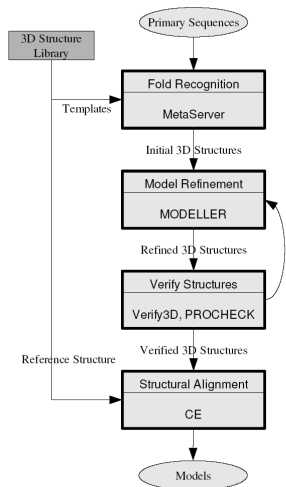 Primary Sequences
3D Structure
Library
Fold Recognition
Templates
MetaServer
Initial 3D Structures
Model Refinement
MODELLER
Refined 3D Structures
Verify Structures
Verify3D, PROCHECK
Verified 3D Structures
Reference Structure
Structural Alignment
CE
Models